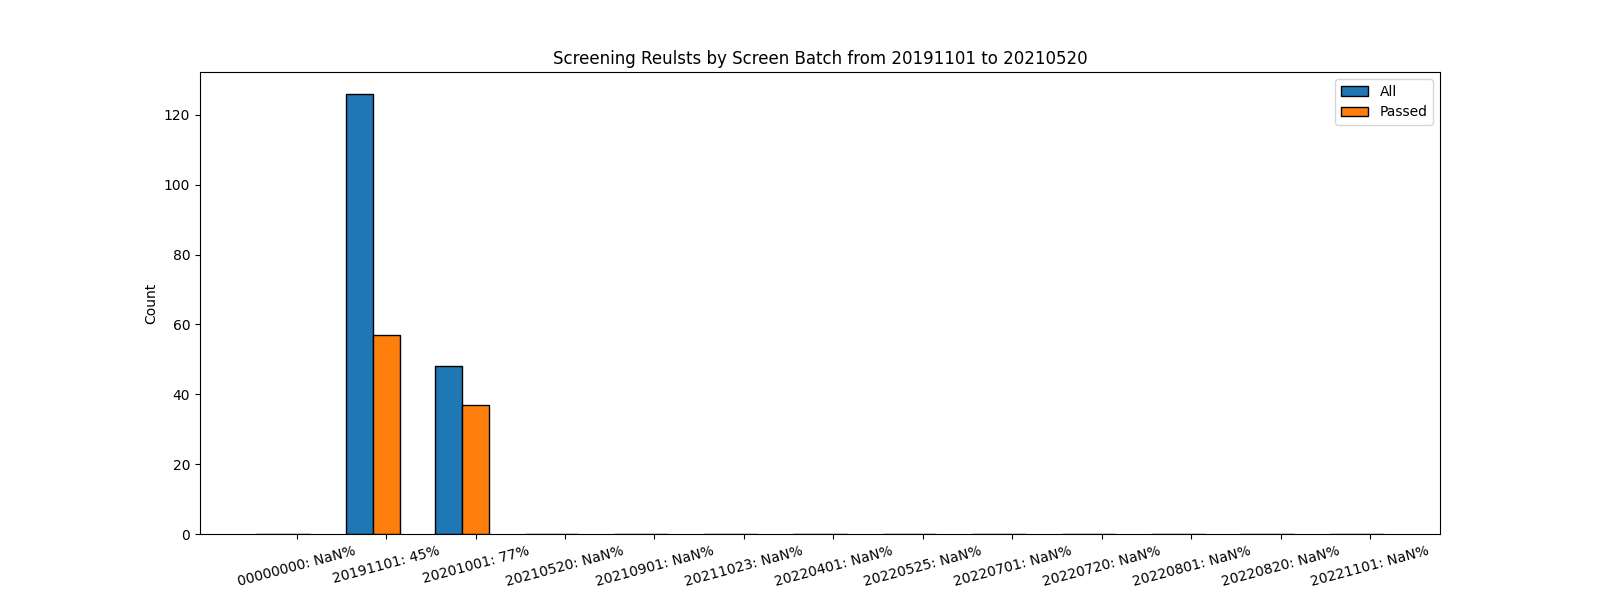 Screening Reulsts by Screen Batch from 20191101 to 20210520
All
Passed
Count
120
100
80
60
40
20
0
00000000: NaN%
20191101: 45%
20201001: 77%
20210520: NaN%
20210901: NaN%
20211023: NaN%
20220401: NaN%
20220525: NaN%
20220701: NaN%
20220720: NaN%
20220801: NaN%
20220820: NaN%
20221101: NaN%